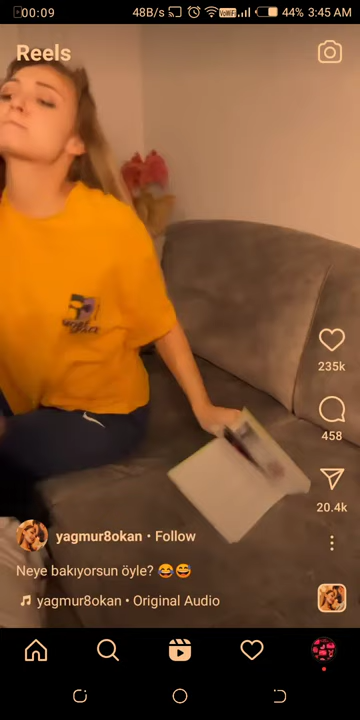 00:09 48B/s VoWiFi 44% 3:45 AM
Reels
235k
458
20.4k
yagmur8okan • Follow
Neye bakıyorsun öyle? 😂😅
yagmur8okan • Original Audio